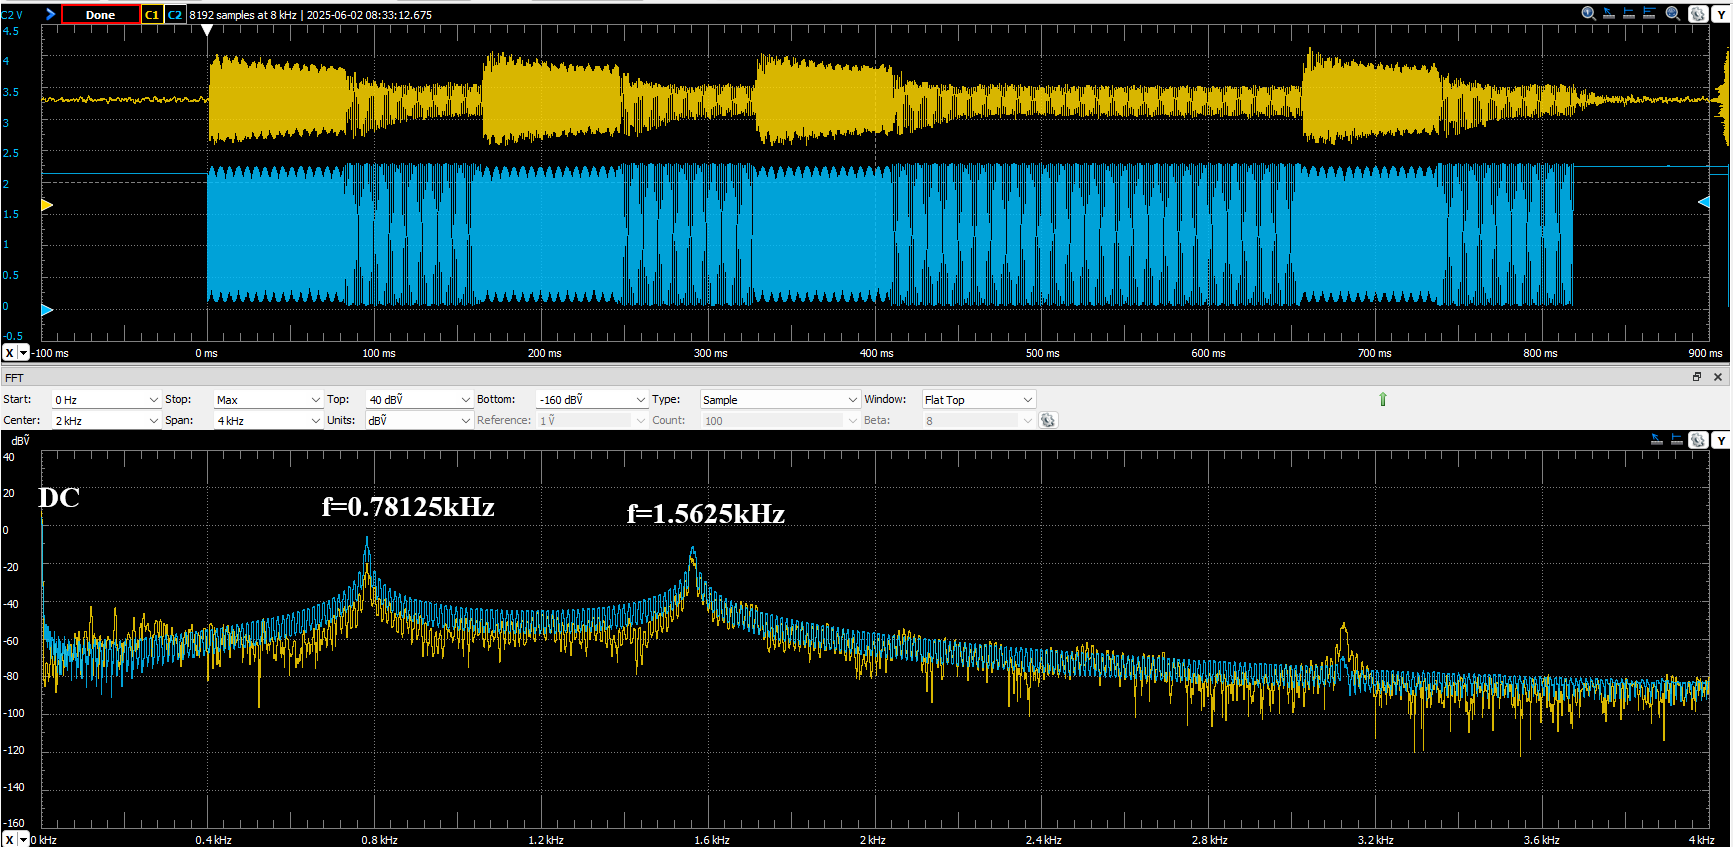 C2 V Done C1 C2 8192 samples at 8 kHz | 2025-06-02 08:33:12.675 Y
4.5
4
3.5
3
2.5
2
1.5
1
0.5
0
-0.5
X -100 ms 0 ms 100 ms 200 ms 300 ms 400 ms 500 ms 600 ms 700 ms 800 ms 900 ms
FFT
Start: 0 Hz Stop: Max Top: 40 dBṼ Bottom: -160 dBṼ Type: Sample Window: Flat Top
Center: 2 kHz Span: 4 kHz Units: dBṼ Reference: 1 Ṽ Count: 100 Beta: 8
dBṼ Y
40
20
DC f=0.78125kHz f=1.5625kHz
0
-20
-40
-60
-80
-100
-120
-140
-160
X 0 kHz 0.4 kHz 0.8 kHz 1.2 kHz 1.6 kHz 2 kHz 2.4 kHz 2.8 kHz 3.2 kHz 3.6 kHz 4 kHz